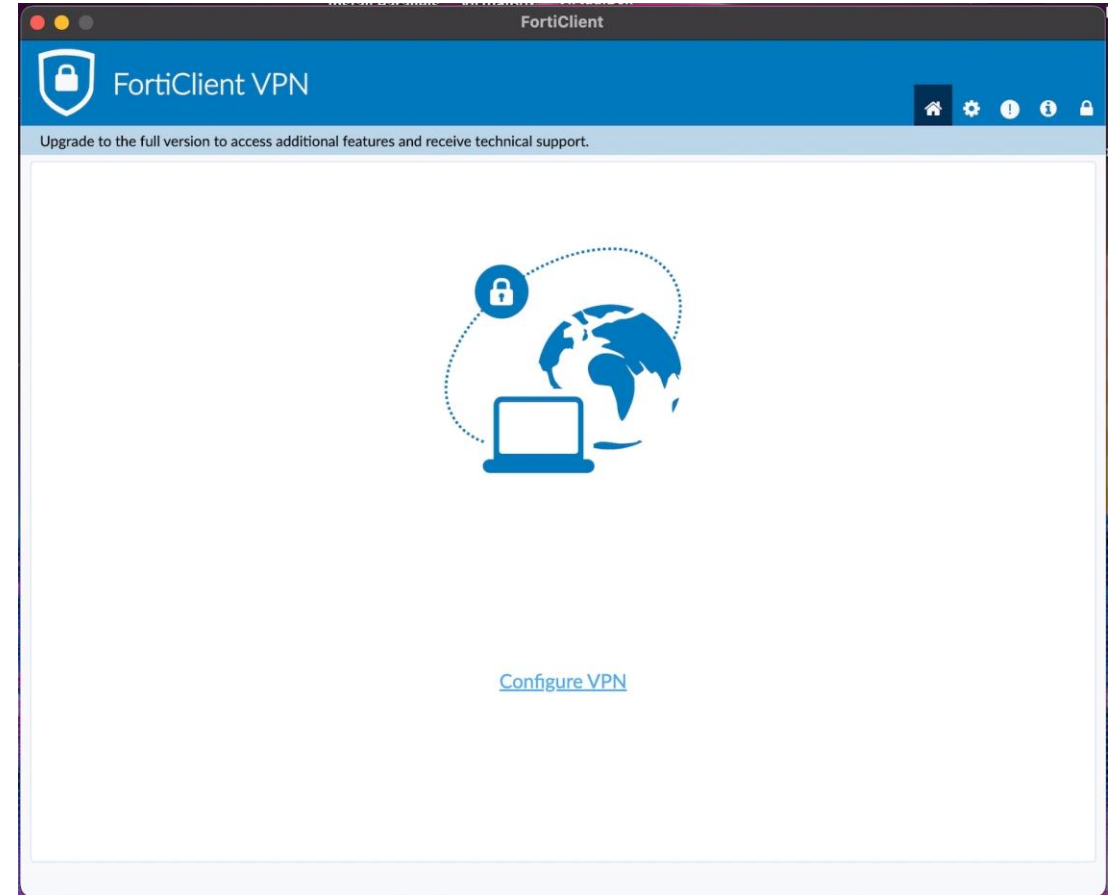 FortiClient
FortiClient VPN
Upgrade to the full version to access additional features and receive technical support.
Configure VPN